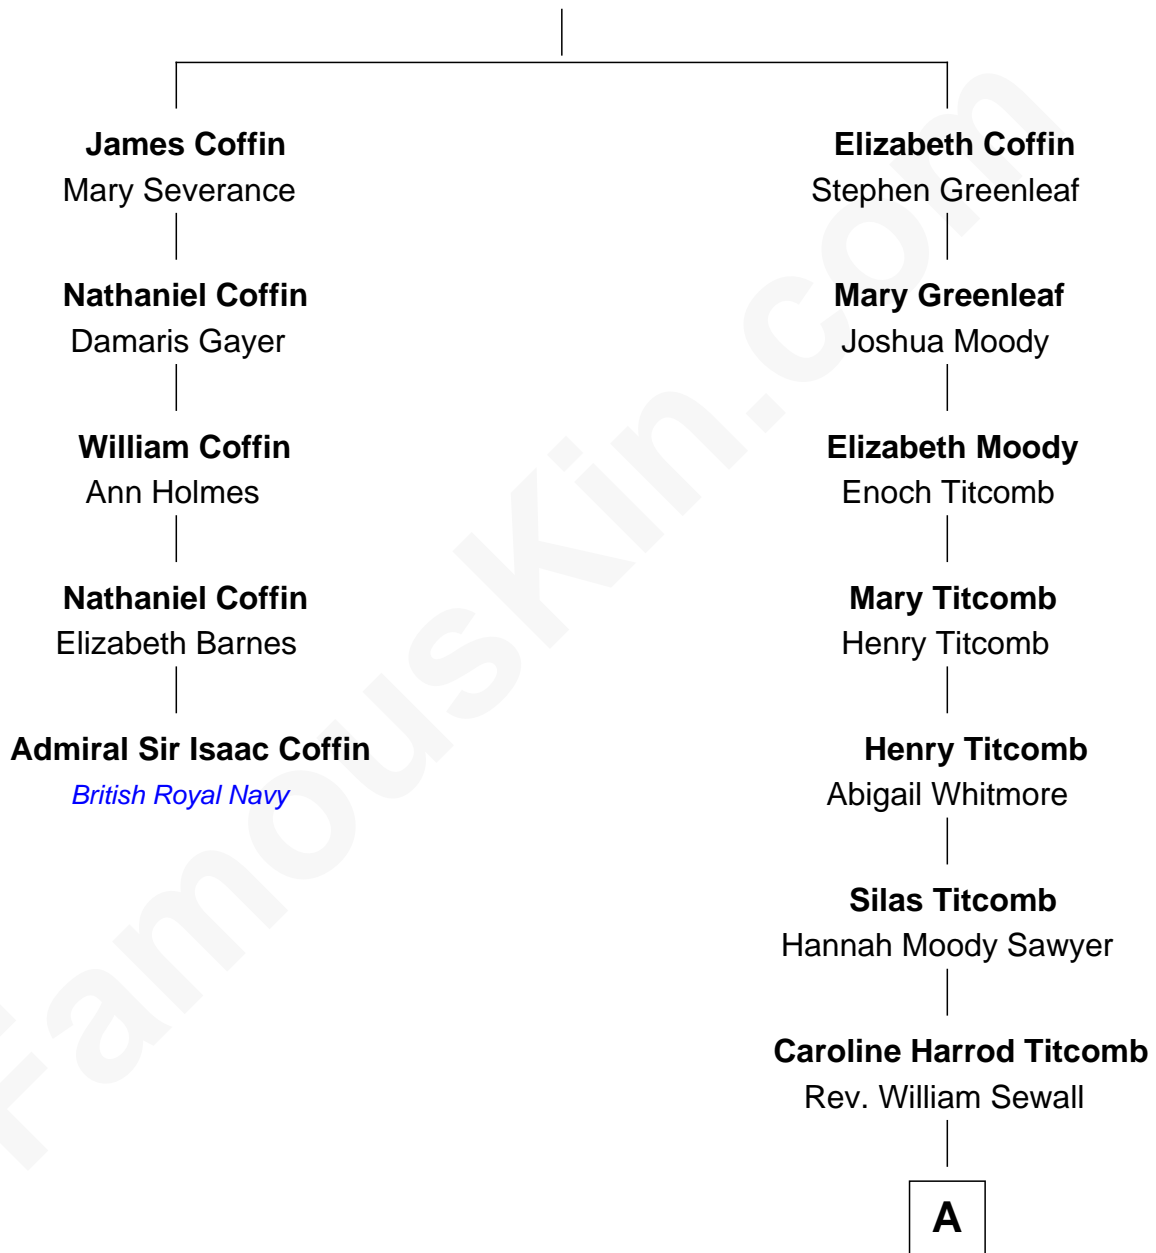 James Coffin
Mary Severance
Nathaniel Coffin
Damaris Gayer
William Coffin
Ann Holmes
Nathaniel Coffin
Elizabeth Barnes
Admiral Sir Isaac Coffin
British Royal Navy
Elizabeth Coffin
Stephen Greenleaf
Mary Greenleaf
Joshua Moody
Elizabeth Moody
Enoch Titcomb
Mary Titcomb
Henry Titcomb
Henry Titcomb
Abigail Whitmore
Silas Titcomb
Hannah Moody Sawyer
Caroline Harrod Titcomb
Rev. William Sewall
A
FamousKin.com